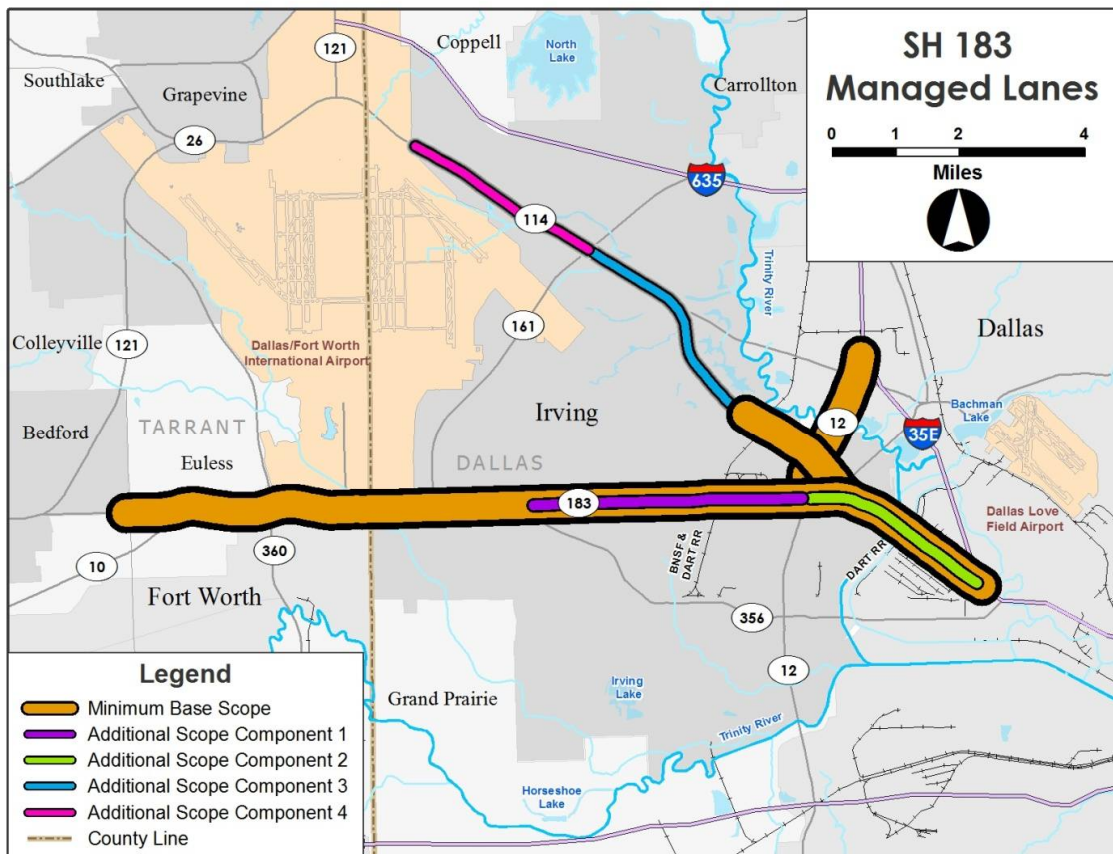 SH 183
Managed Lanes
0 1 2 4
Miles
121
Coppell
North
Lake
Southlake
Grapevine
Carrollton
26
635
114
Trinity River
161
Dallas
Colleyville
121
Dallas/Fort Worth
International Airport
Irving
12
Bachman
Lake
35E
Bedford
TARRANT
Euless
DALLAS
183
Dallas Love
Field Airport
360
10
BNSF &
DART RR
DART RR
Fort Worth
356
12
Grand Prairie
Irving
Lake
Trinity River
Horseshoe
Lake
Legend
Minimum Base Scope
Additional Scope Component 1
Additional Scope Component 2
Additional Scope Component 3
Additional Scope Component 4
County Line